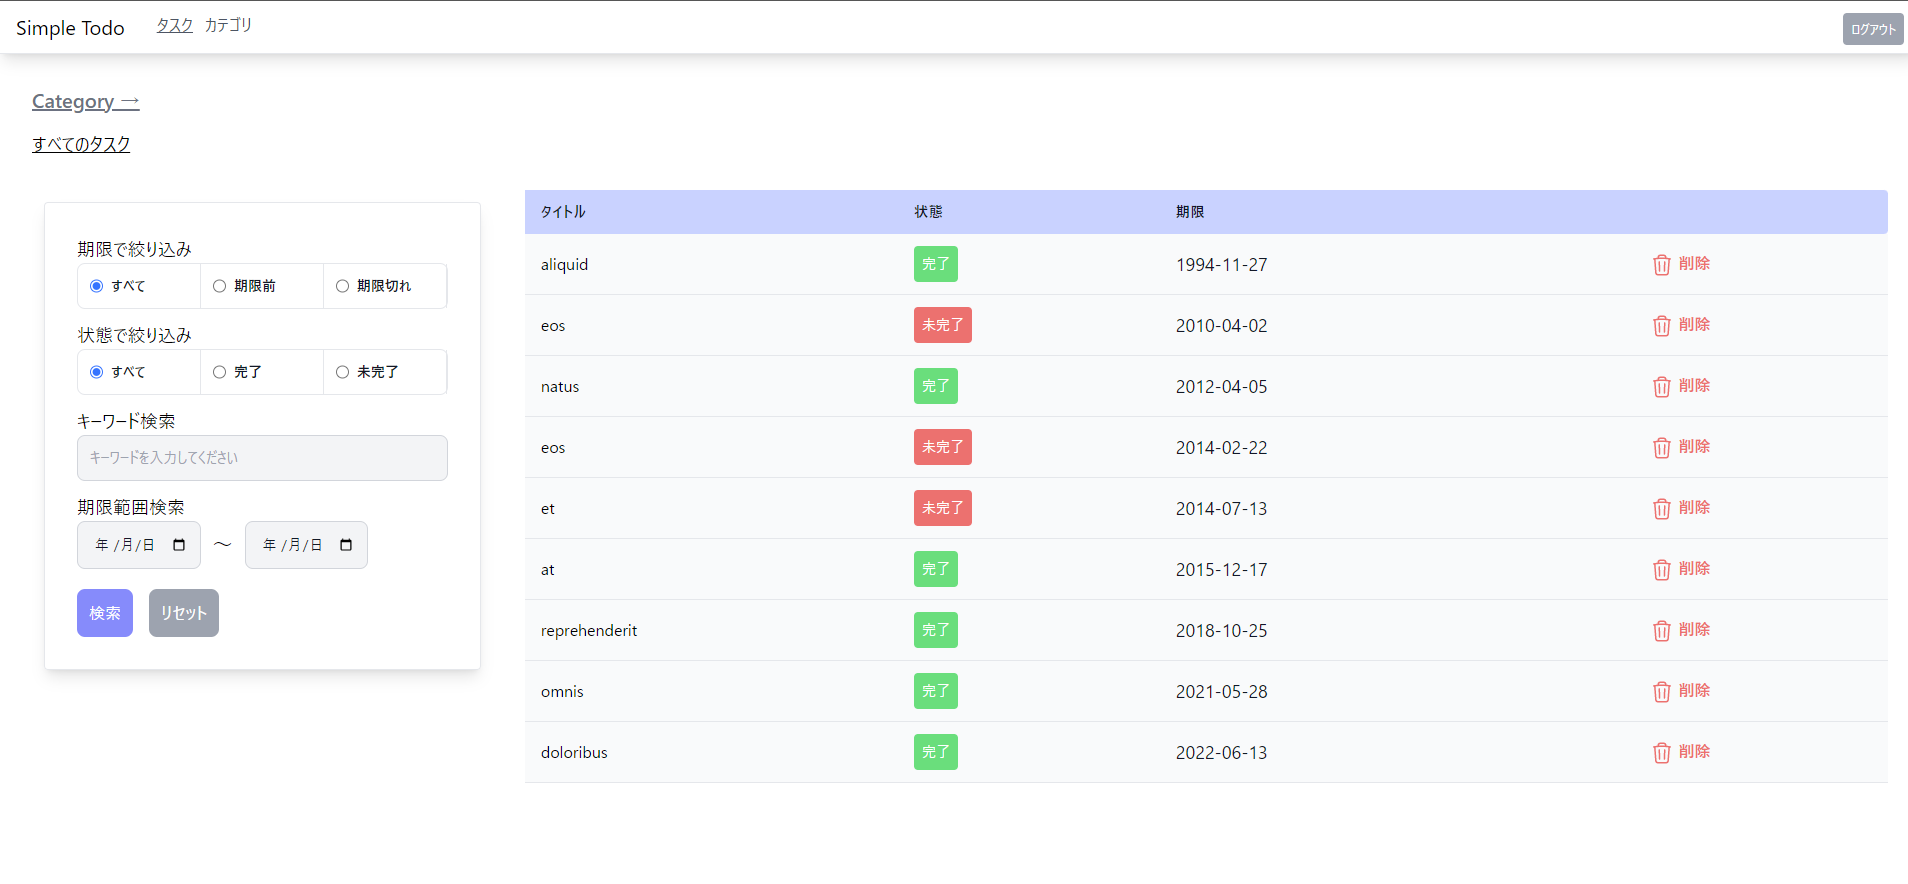 Simple Todo タスク カテゴリ ログアウト
Category →
すべてのタスク
期限で絞り込み
すべて 期限前 期限切れ
状態で絞り込み
すべて 完了 未完了
キーワード検索
キーワードを入力してください
期限範囲検索
年 /月/日 〜 年 /月/日
検索 リセット
タイトル 状態 期限
aliquid 完了 1994-11-27 削除
eos 未完了 2010-04-02 削除
natus 完了 2012-04-05 削除
eos 未完了 2014-02-22 削除
et 未完了 2014-07-13 削除
at 完了 2015-12-17 削除
reprehenderit 完了 2018-10-25 削除
omnis 完了 2021-05-28 削除
doloribus 完了 2022-06-13 削除